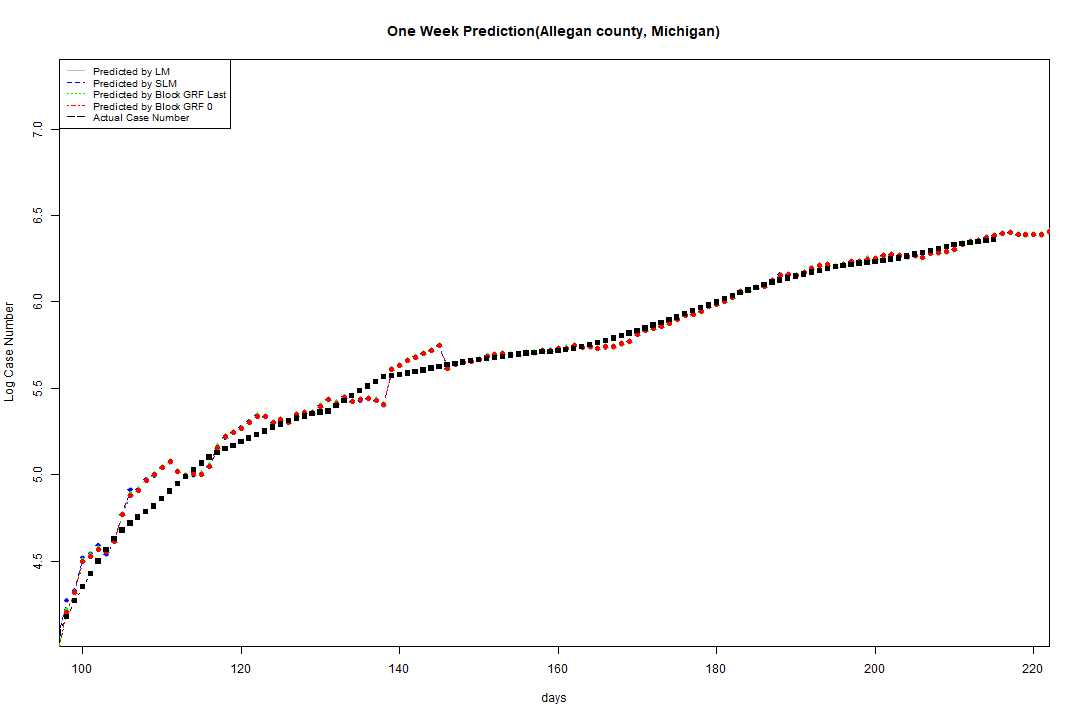 One Week Prediction(Allegan county, Michigan)
Predicted by LM
Predicted by SLM
Predicted by Block GRF Last
Predicted by Block GRF 0
Actual Case Number
7.0
6.5
6.0
5.5
5.0
4.5
Log Case Number
100 120 140 160 180 200 220
days